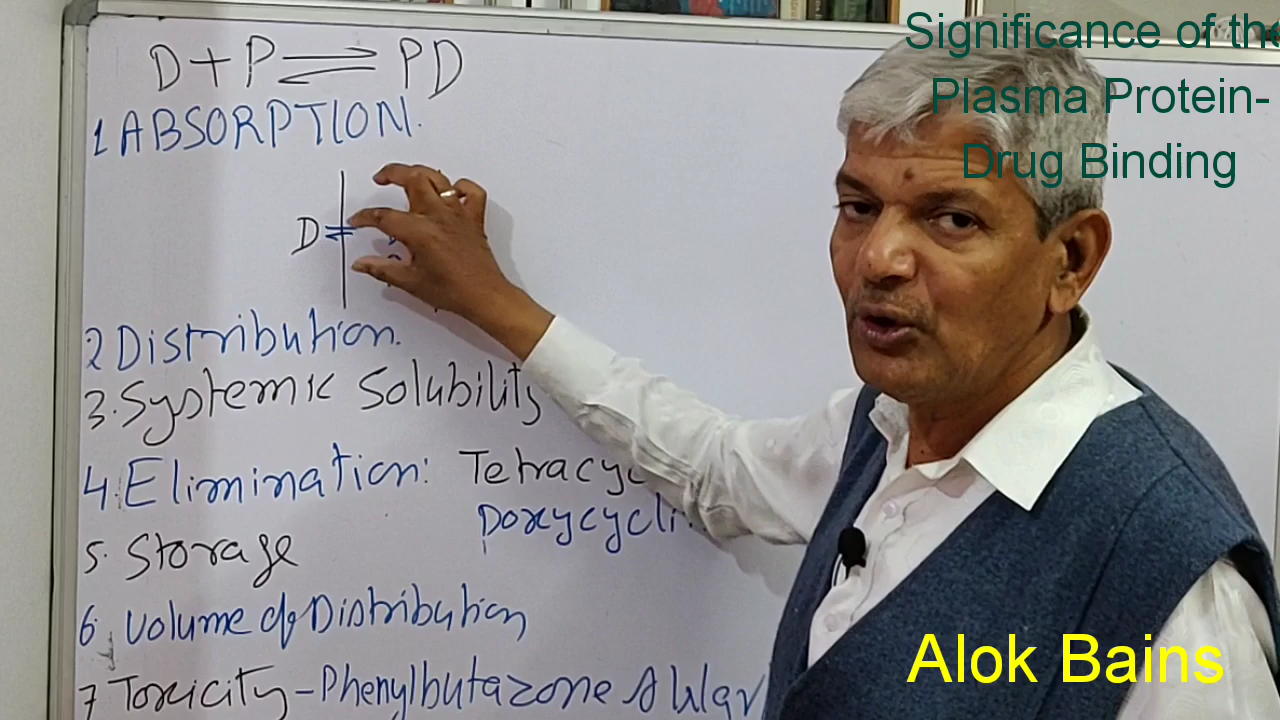 Significance of the
Plasma Protein-
Drug Binding
D + P ⇌ PD
1 ABSORPTION.
D
2 Distribution.
3. Systemic Solubility
4. Elimination: Tetracyc
Doxycycli
5. Storage
6. Volume of Distribution
7 Toxicity - Phenylbutazone &
Alok Bains